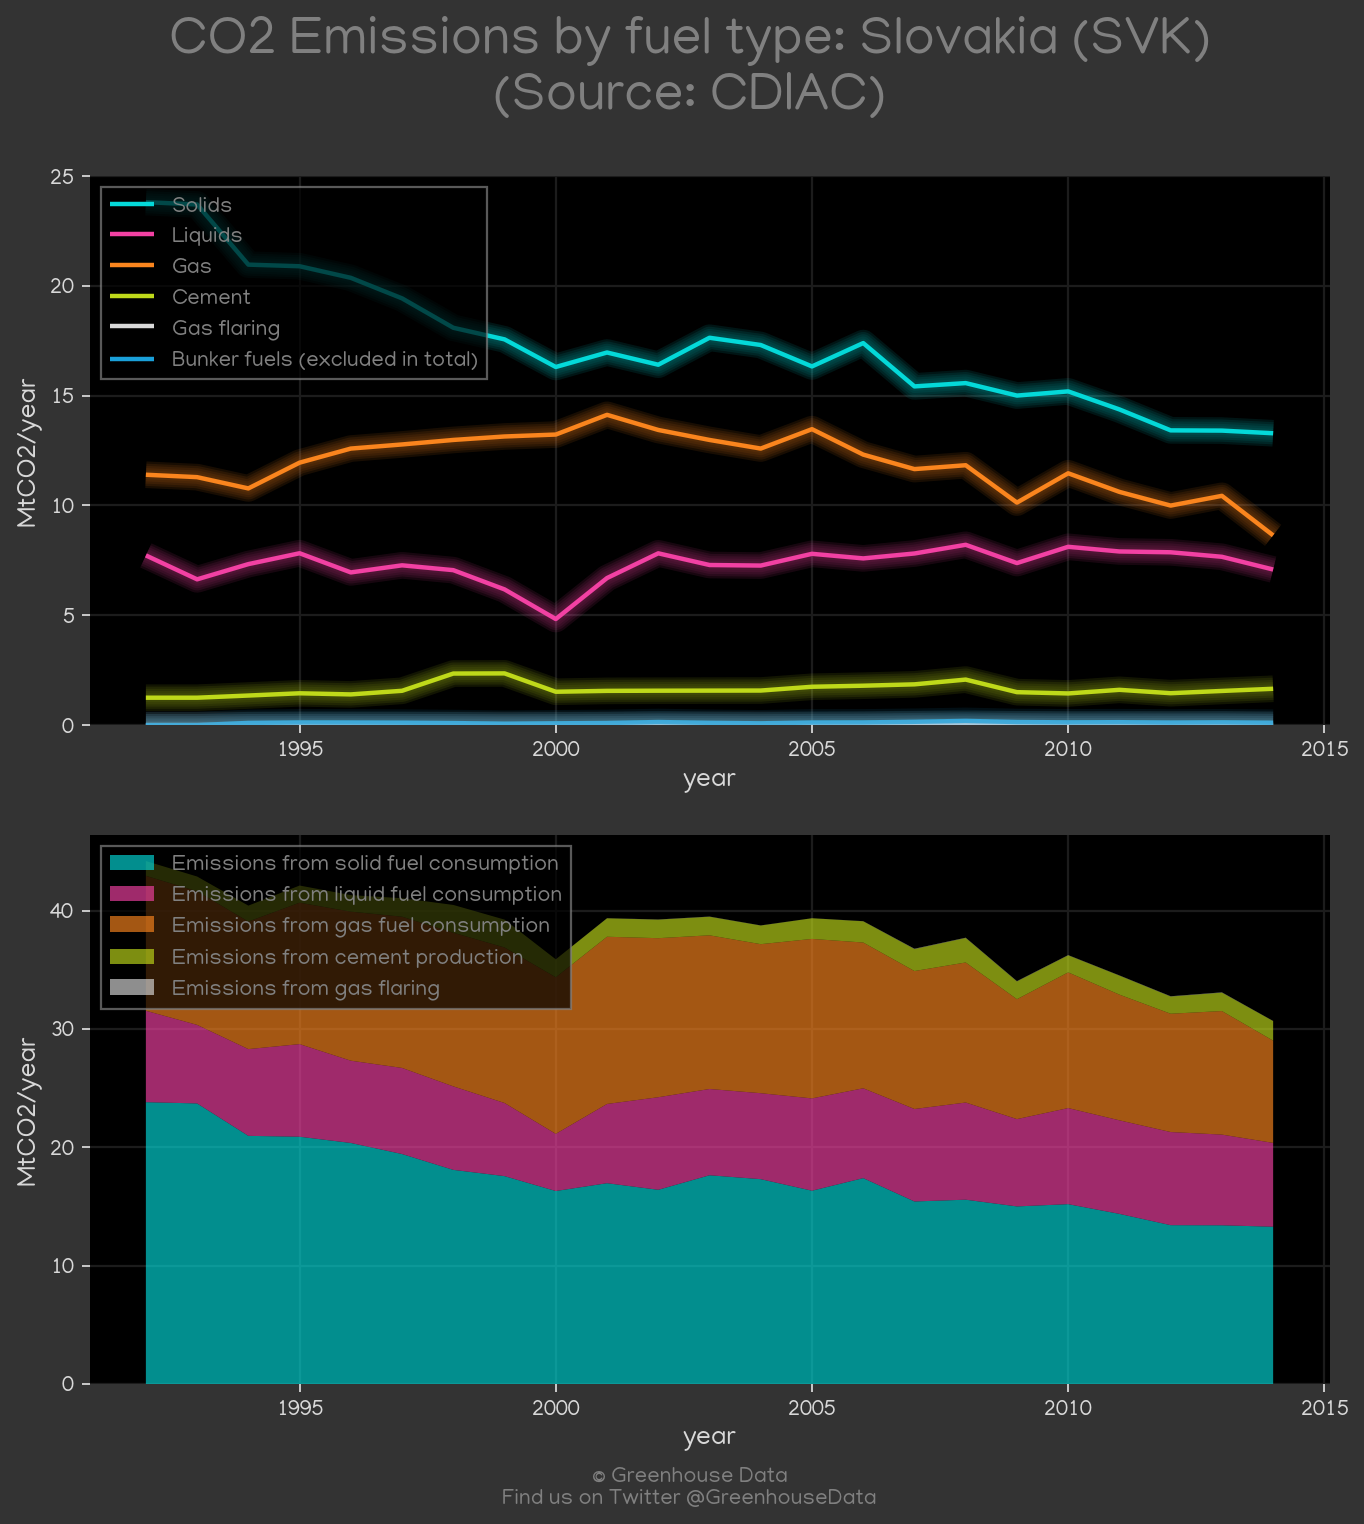 CO2 Emissions by fuel type: Slovakia (SVK)
(Source: CDIAC)
25
20
15
10
5
0
MtCO2/year
Solids
Liquids
Gas
Cement
Gas flaring
Bunker fuels (excluded in total)
1995
2000
2005
2010
2015
year
40
30
20
10
0
MtCO2/year
Emissions from solid fuel consumption
Emissions from liquid fuel consumption
Emissions from gas fuel consumption
Emissions from cement production
Emissions from gas flaring
1995
2000
2005
2010
2015
year
© Greenhouse Data
Find us on Twitter @GreenhouseData